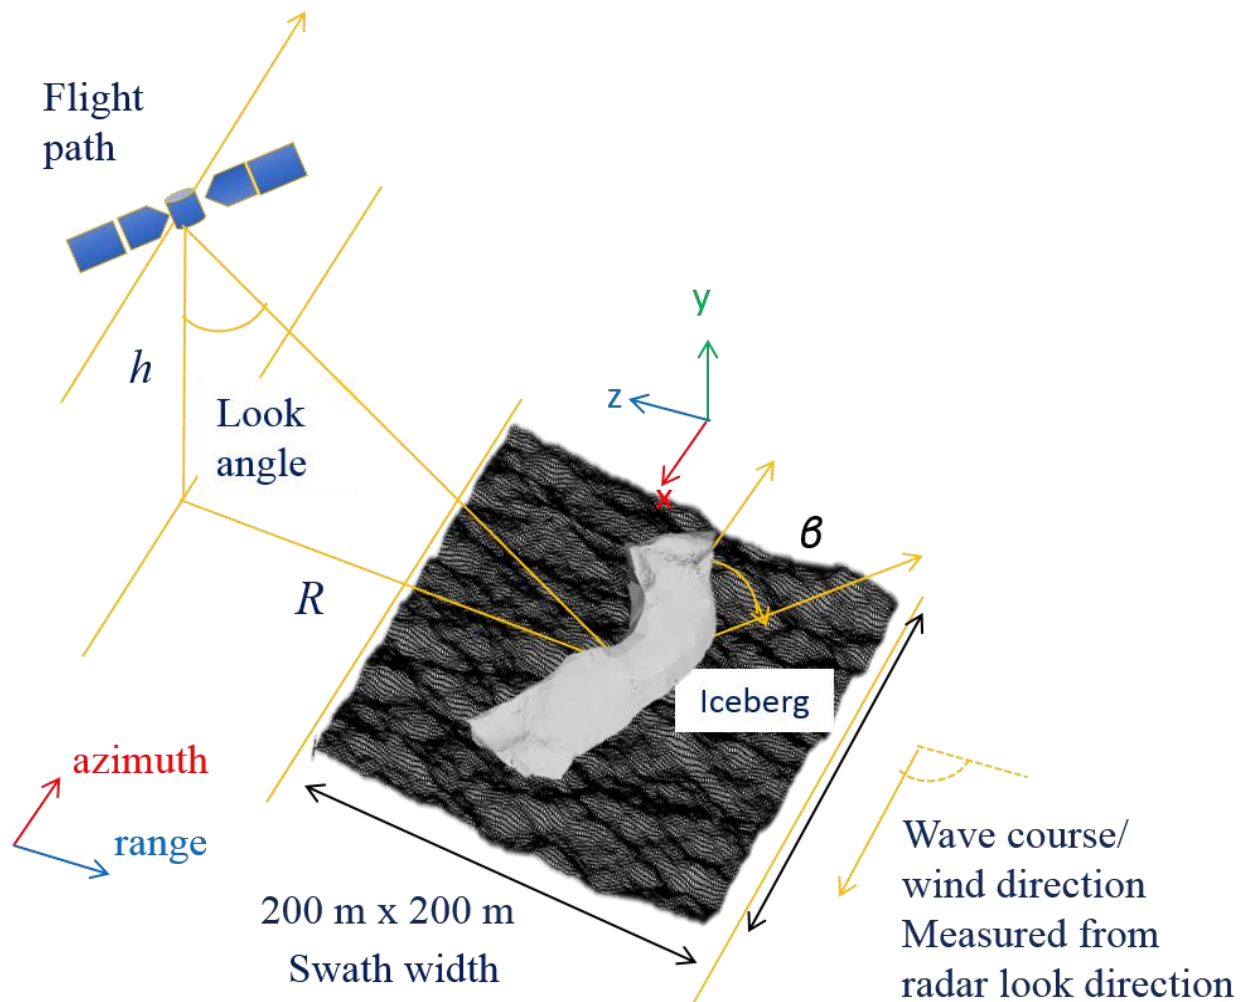 Flight
path
h
Look
angle
R
y
z
x
β
Iceberg
azimuth
range
200 m x 200 m
Swath width
Wave course/
wind direction
Measured from
radar look direction